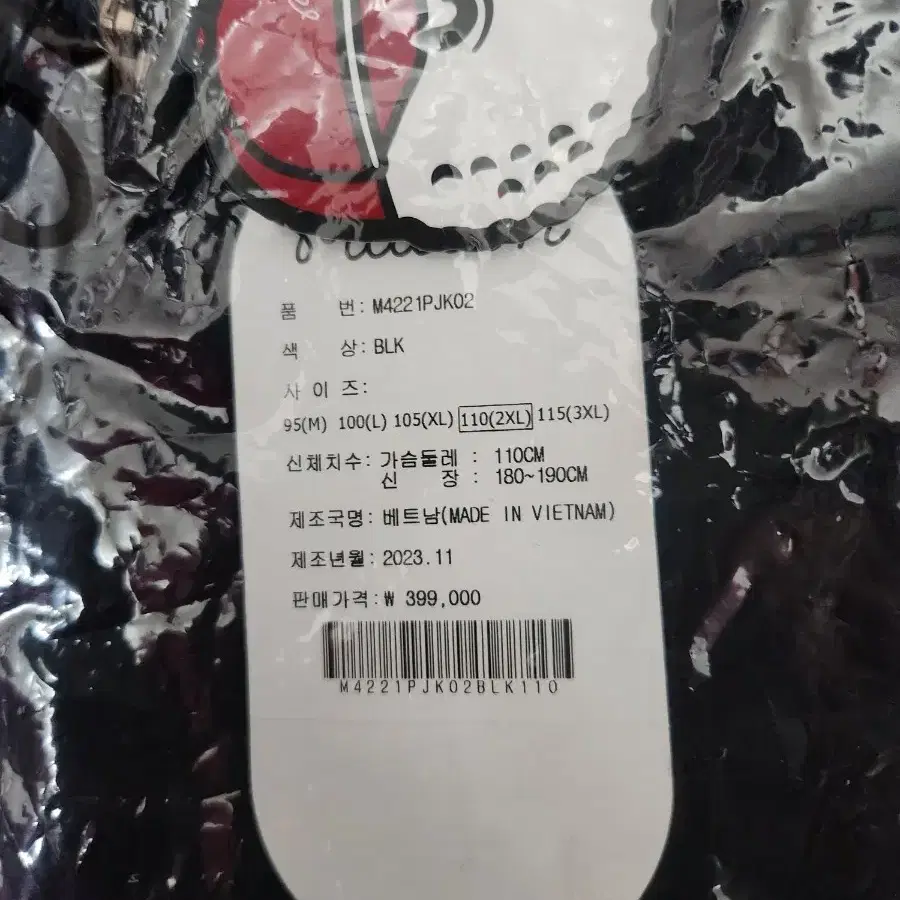 품 번: M4221PJK02
색 상: BLK
사 이 즈:
95(M) 100(L) 105(XL) 110(2XL) 115(3XL)
신체치수: 가슴둘레 : 110CM
신 장 : 180~190CM
제조국명: 베트남(MADE IN VIETNAM)
제조년월: 2023.11
판매가격:₩ 399,000
M4221PJK02BLK110